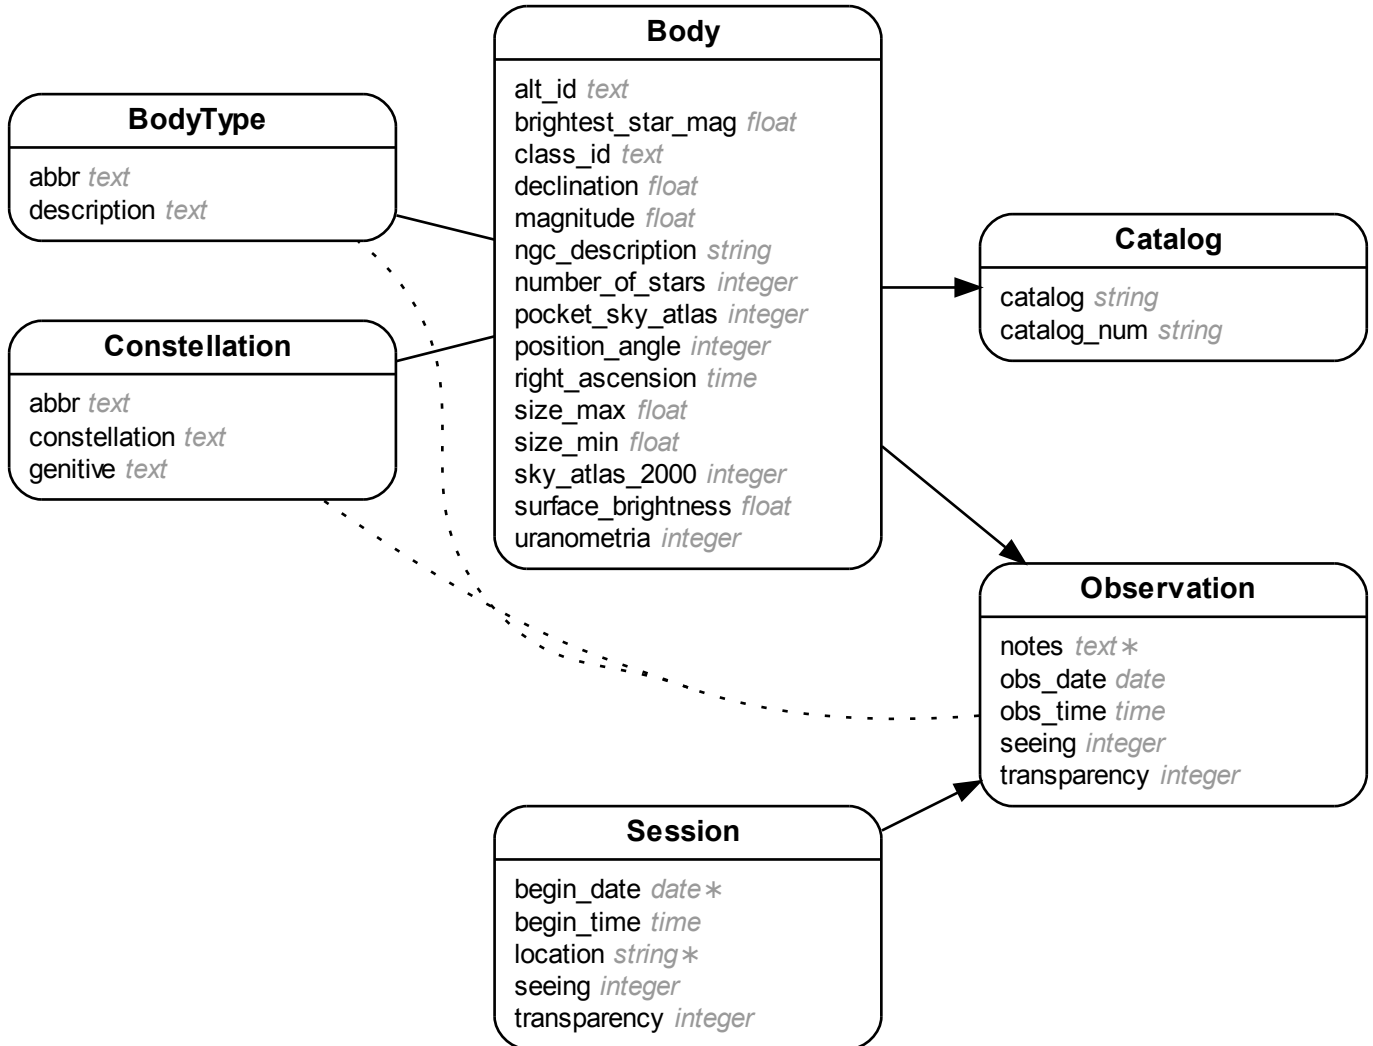 Body
alt_id text
brightest_star_mag float
class_id text
declination float
magnitude float
ngc_description string
number_of_stars integer
pocket_sky_atlas integer
position_angle integer
right_ascension time
size_max float
size_min float
sky_atlas_2000 integer
surface_brightness float
uranometria integer
BodyType
abbr text
description text
Constellation
abbr text
constellation text
genitive text
Catalog
catalog string
catalog_num string
Observation
notes text∗
obs_date date
obs_time time
seeing integer
transparency integer
Session
begin_date date∗
begin_time time
location string∗
seeing integer
transparency integer